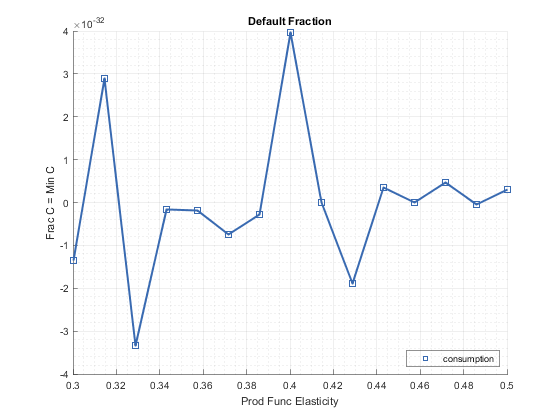 Default Fraction
×10-32
4
3
2
1
0
-1
-2
-3
-4
Frac C = Min C
0.3 0.32 0.34 0.36 0.38 0.4 0.42 0.44 0.46 0.48 0.5
Prod Func Elasticity
consumption